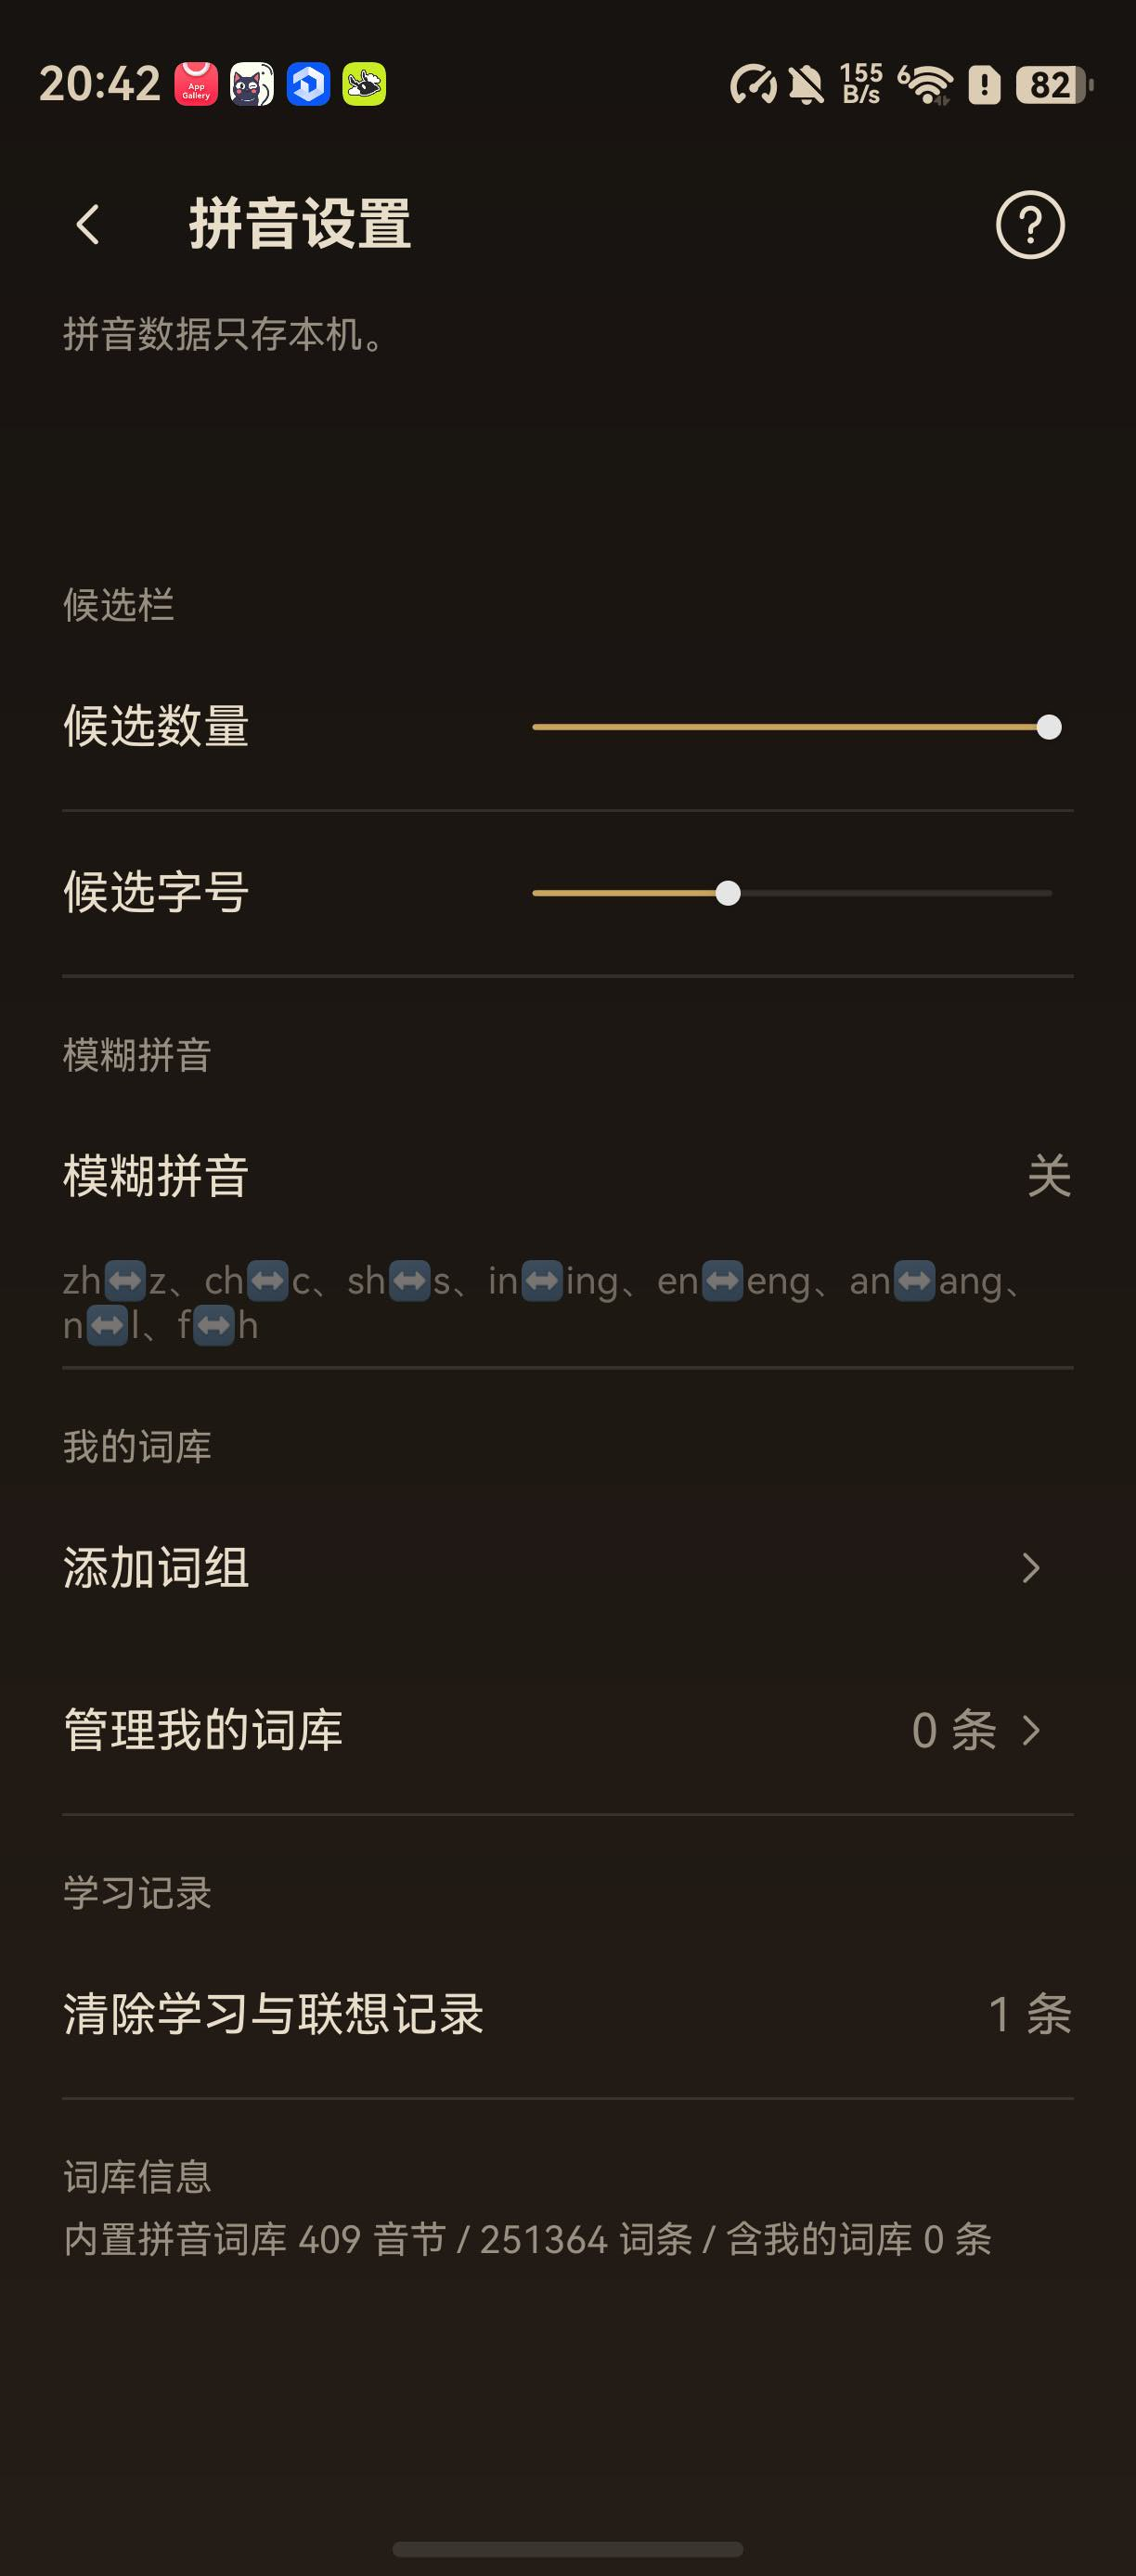 20:42
App
Gallery
155
B/s
6
82
拼音设置
拼音数据只存本机。
候选栏
候选数量
候选字号
模糊拼音
模糊拼音 关
zh↔️z、ch↔️c、sh↔️s、in↔️ing、en↔️eng、an↔️ang、
n↔️l、f↔️h
我的词库
添加词组
管理我的词库 0 条
学习记录
清除学习与联想记录 1 条
词库信息
内置拼音词库 409 音节 / 251364 词条 / 含我的词库 0 条